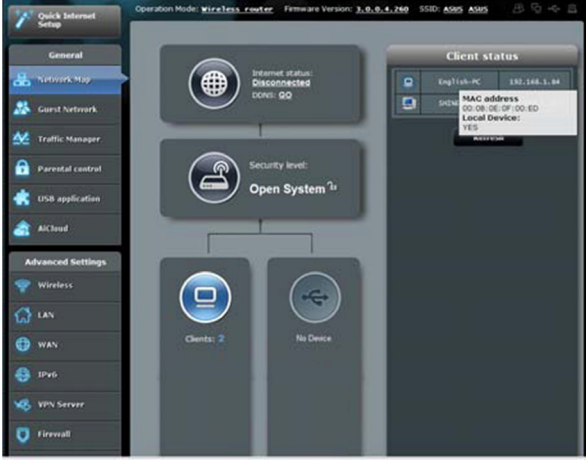 Quick Internet
Setup
Operation Mode: Wireless router Firmware Version: 3.0.0.4.260 SSID: ASUS ASUS
General
Network Map
Guest Network
Traffic Manager
Parental control
USB application
AiCloud
Advanced Settings
Wireless
LAN
WAN
IPv6
VPN Server
Firewall
Internet status:
Disconnected
DDNS: GO
Security level:
Open System
Clients: 2
No Device
Client status
English-PC 192.168.1.84
MAC address
00:08:0E:0F:00:ED
Local Device:
YES
Refresh